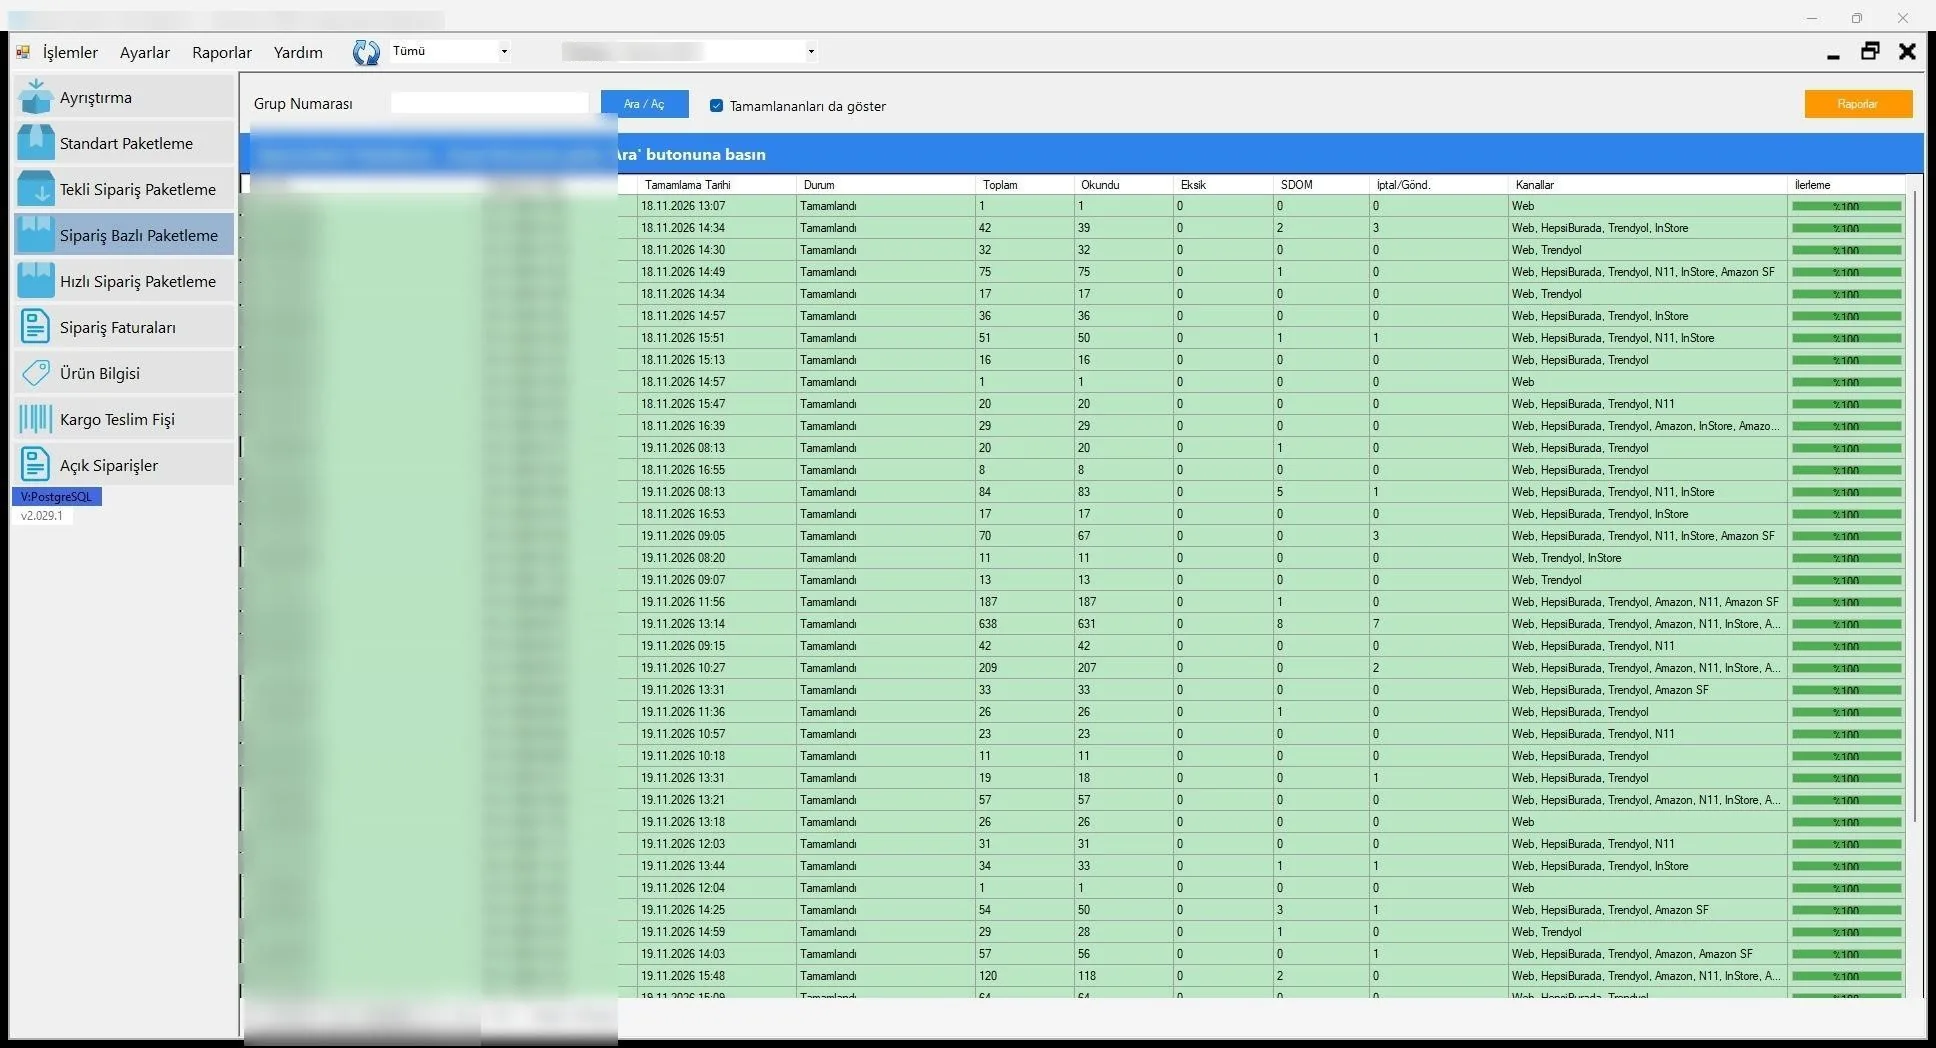 İşlemler Ayarlar Raporlar Yardım Tümü
Ayrıştırma
Standart Paketleme
Tekli Sipariş Paketleme
Sipariş Bazlı Paketleme
Hızlı Sipariş Paketleme
Sipariş Faturaları
Ürün Bilgisi
Kargo Teslim Fişi
Açık Siparişler
V:PostgreSQL
v2.029.1
Grup Numarası Ara / Aç Tamamlananları da göster Raporlar
Ara' butonuna basın
Tamamlama Tarihi Durum Toplam Okundu Eksik SDOM İptal/Gönd. Kanallar İlerleme
18.11.2026 13:07 Tamamlandı 1 1 0 0 0 Web %100
18.11.2026 14:34 Tamamlandı 42 39 0 2 3 Web, HepsiBurada, Trendyol, InStore %100
18.11.2026 14:30 Tamamlandı 32 32 0 0 0 Web, Trendyol %100
18.11.2026 14:49 Tamamlandı 75 75 0 1 0 Web, HepsiBurada, Trendyol, N11, InStore, Amazon SF %100
18.11.2026 14:34 Tamamlandı 17 17 0 0 0 Web, Trendyol %100
18.11.2026 14:57 Tamamlandı 36 36 0 0 0 Web, HepsiBurada, Trendyol, InStore %100
18.11.2026 15:51 Tamamlandı 51 50 0 1 1 Web, HepsiBurada, Trendyol, N11, InStore %100
18.11.2026 15:13 Tamamlandı 16 16 0 0 0 Web, HepsiBurada, Trendyol %100
18.11.2026 14:57 Tamamlandı 1 1 0 0 0 Web %100
18.11.2026 15:47 Tamamlandı 20 20 0 0 0 Web, HepsiBurada, Trendyol, N11 %100
18.11.2026 16:39 Tamamlandı 29 29 0 0 0 Web, HepsiBurada, Trendyol, Amazon, InStore, Amazo... %100
19.11.2026 08:13 Tamamlandı 20 20 0 1 0 Web, HepsiBurada, Trendyol %100
18.11.2026 16:55 Tamamlandı 8 8 0 0 0 Web, HepsiBurada, Trendyol %100
19.11.2026 08:13 Tamamlandı 84 83 0 5 1 Web, HepsiBurada, Trendyol, N11, InStore %100
18.11.2026 16:53 Tamamlandı 17 17 0 0 0 Web, HepsiBurada, Trendyol, InStore %100
19.11.2026 09:05 Tamamlandı 70 67 0 0 3 Web, HepsiBurada, Trendyol, N11, InStore, Amazon SF %100
19.11.2026 08:20 Tamamlandı 11 11 0 0 0 Web, Trendyol, InStore %100
19.11.2026 09:07 Tamamlandı 13 13 0 0 0 Web, Trendyol %100
19.11.2026 11:56 Tamamlandı 187 187 0 1 0 Web, HepsiBurada, Trendyol, Amazon, N11, Amazon SF %100
19.11.2026 13:14 Tamamlandı 638 631 0 8 7 Web, HepsiBurada, Trendyol, Amazon, N11, InStore, A... %100
19.11.2026 09:15 Tamamlandı 42 42 0 0 0 Web, HepsiBurada, Trendyol, N11 %100
19.11.2026 10:27 Tamamlandı 209 207 0 0 2 Web, HepsiBurada, Trendyol, Amazon, N11, InStore, A... %100
19.11.2026 13:31 Tamamlandı 33 33 0 0 0 Web, HepsiBurada, Trendyol, Amazon SF %100
19.11.2026 11:36 Tamamlandı 26 26 0 1 0 Web, HepsiBurada, Trendyol %100
19.11.2026 10:57 Tamamlandı 23 23 0 0 0 Web, HepsiBurada, Trendyol, N11 %100
19.11.2026 10:18 Tamamlandı 11 11 0 0 0 Web, HepsiBurada, Trendyol %100
19.11.2026 13:31 Tamamlandı 19 18 0 0 1 Web, HepsiBurada, Trendyol %100
19.11.2026 13:21 Tamamlandı 57 57 0 0 0 Web, HepsiBurada, Trendyol, Amazon, N11, InStore, A... %100
19.11.2026 13:18 Tamamlandı 26 26 0 0 0 Web %100
19.11.2026 12:03 Tamamlandı 31 31 0 0 0 Web, HepsiBurada, Trendyol, N11 %100
19.11.2026 13:44 Tamamlandı 34 33 0 1 1 Web, HepsiBurada, Trendyol, InStore %100
19.11.2026 12:04 Tamamlandı 1 1 0 0 0 Web %100
19.11.2026 14:25 Tamamlandı 54 50 0 3 1 Web, HepsiBurada, Trendyol, Amazon SF %100
19.11.2026 14:59 Tamamlandı 29 28 0 1 0 Web, Trendyol %100
19.11.2026 14:03 Tamamlandı 57 56 0 0 1 Web, HepsiBurada, Trendyol, Amazon, Amazon SF %100
19.11.2026 15:48 Tamamlandı 120 118 0 2 0 Web, HepsiBurada, Trendyol, Amazon, N11, InStore, A... %100
19.11.2026 15:09 Tamamlandı 64 64 0 0 0 Web, HepsiBurada, Trendyol %100